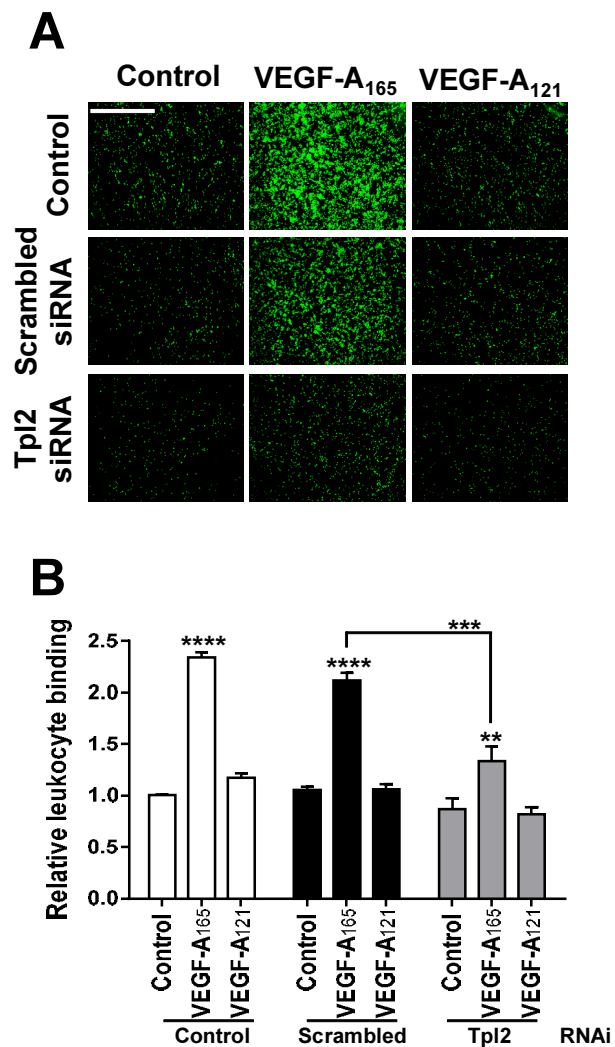 A
Control VEGF-A165 VEGF-A121
Control
Scrambled
siRNA
Tpl2
siRNA
B
Relative leukocyte binding
2.5
2.0
1.5
1.0
0.5
0.0
****
****
***
**
Control VEGF-A165 VEGF-A121 Control VEGF-A165 VEGF-A121 Control VEGF-A165 VEGF-A121
Control Scrambled Tpl2 RNAi